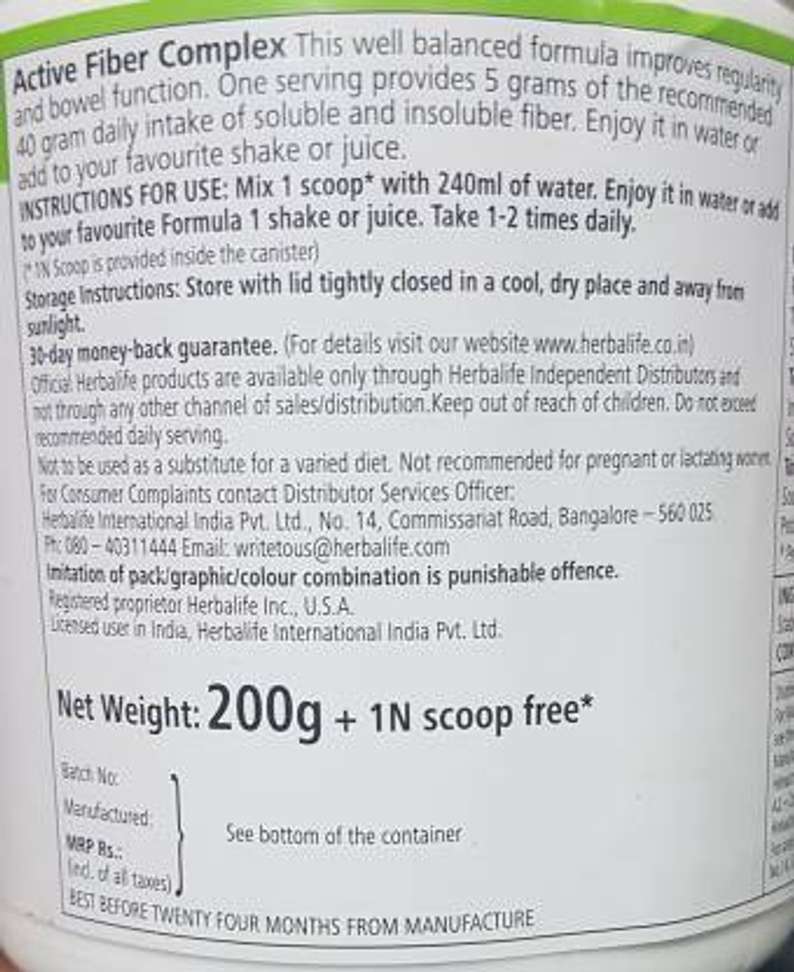 Active Fiber Complex This well balanced formula improves regularity
and bowel function. One serving provides 5 grams of the recommended
40 gram daily intake of soluble and insoluble fiber. Enjoy it in water or
add to your favourite shake or juice.
INSTRUCTIONS FOR USE: Mix 1 scoop* with 240ml of water. Enjoy it in water or add
to your favourite Formula 1 shake or juice. Take 1-2 times daily.
(* 1N Scoop is provided inside the canister)
Storage Instructions: Store with lid tightly closed in a cool, dry place and away from
sunlight.
30-day money-back guarantee. (For details visit our website www.herbalife.co.in)
Official Herbalife products are available only through Herbalife Independent Distributors and
not through any other channel of sales/distribution.Keep out of reach of children. Do not exceed
recommended daily serving.
Not to be used as a substitute for a varied diet. Not recommended for pregnant or lactating women.
For Consumer Complaints contact Distributor Services Officer:
Herbalife International India Pvt. Ltd., No. 14, Commissariat Road, Bangalore – 560 025.
Ph: 080 – 40311444 Email: writetous@herbalife.com
Imitation of pack/graphic/colour combination is punishable offence.
Registered proprietor Herbalife Inc., U.S.A.
Licensed user in India, Herbalife International India Pvt. Ltd.
Net Weight: 200g + 1N scoop free*
Batch No:
Manufactured:
MRP Rs.:
(incl. of all taxes)
See bottom of the container
BEST BEFORE TWENTY FOUR MONTHS FROM MANUFACTURE